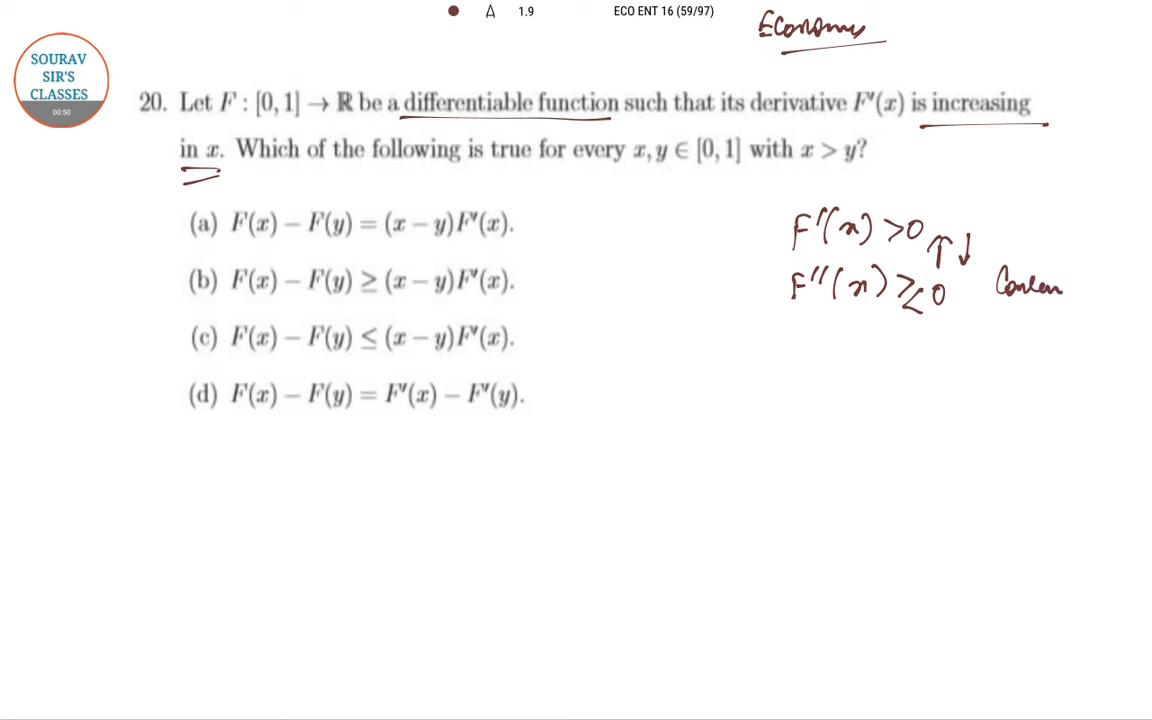 1.9
ECO ENT 16 (59/97)
Economy
SOURAV
SIR'S
CLASSES
00:50
20. Let F : [0, 1] → ℝ be a differentiable function such that its derivative F′(x) is increasing
in x. Which of the following is true for every x, y ∈ [0, 1] with x > y?
(a) F(x) − F(y) = (x − y)F′(x).
(b) F(x) − F(y) ≥ (x − y)F′(x).
(c) F(x) − F(y) ≤ (x − y)F′(x).
(d) F(x) − F(y) = F′(x) − F′(y).
F′(x) > 0 ↑↓
F″(x) ≥ ≤ 0